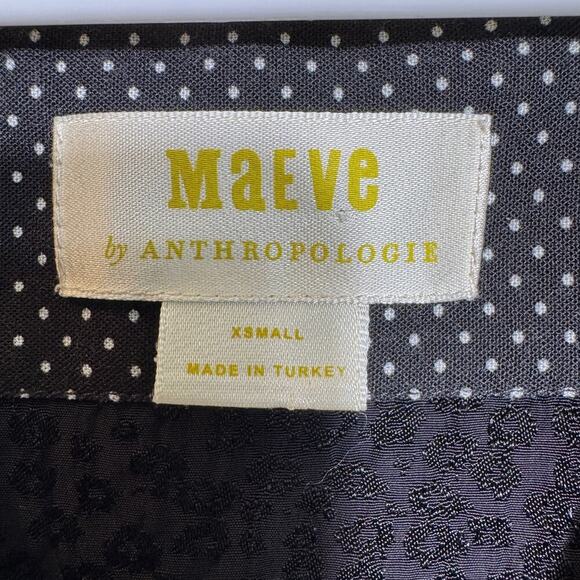 MaEVe
by ANTHROPOLOGIE
XSMALL
MADE IN TURKEY